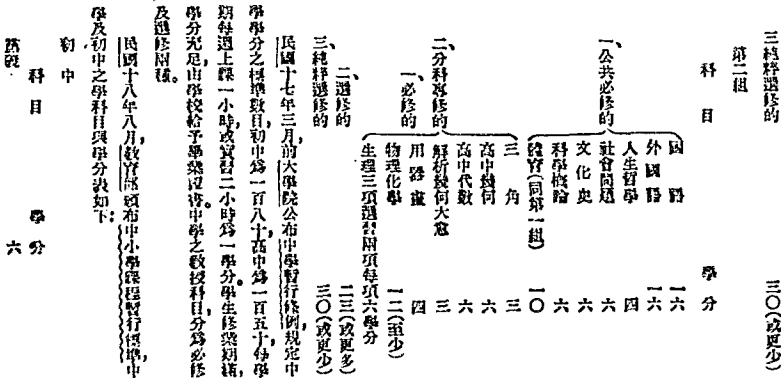 三純粹選修的 三〇(或更少)
第二組
科目 學分
一、公共必修的
國語 一六
外國語 一六
人生哲學 四
社會問題 六
文化史 六
科學概論 六
體育(同第一組) 一〇
二、分科專修的
一、必修的
三角 三
高中幾何 六
高中代數 六
解析幾何大意 三
用器畫 四
物理化學 一二(至少)
生理三項選習兩項每項六學分
二、選修的 二三(或更多)
三、純粹選修的 三〇(或更少)
民國十七年三月,前大學院公布中學暫行條例,規定中
學學分之標準數目,初中爲一百八十,高中爲一百五十,每學
期每週上課一小時,或實習二小時爲一學分。學生修業期滿,
學分充足,由學校給予畢業證書。中學之教授科目,分爲必修
及選修兩種。
民國十八年八月,教育部頒布中小學課程暫行標準,中
學及初中之學科目與學分表如下:
初中
科目 學分
黨義 六